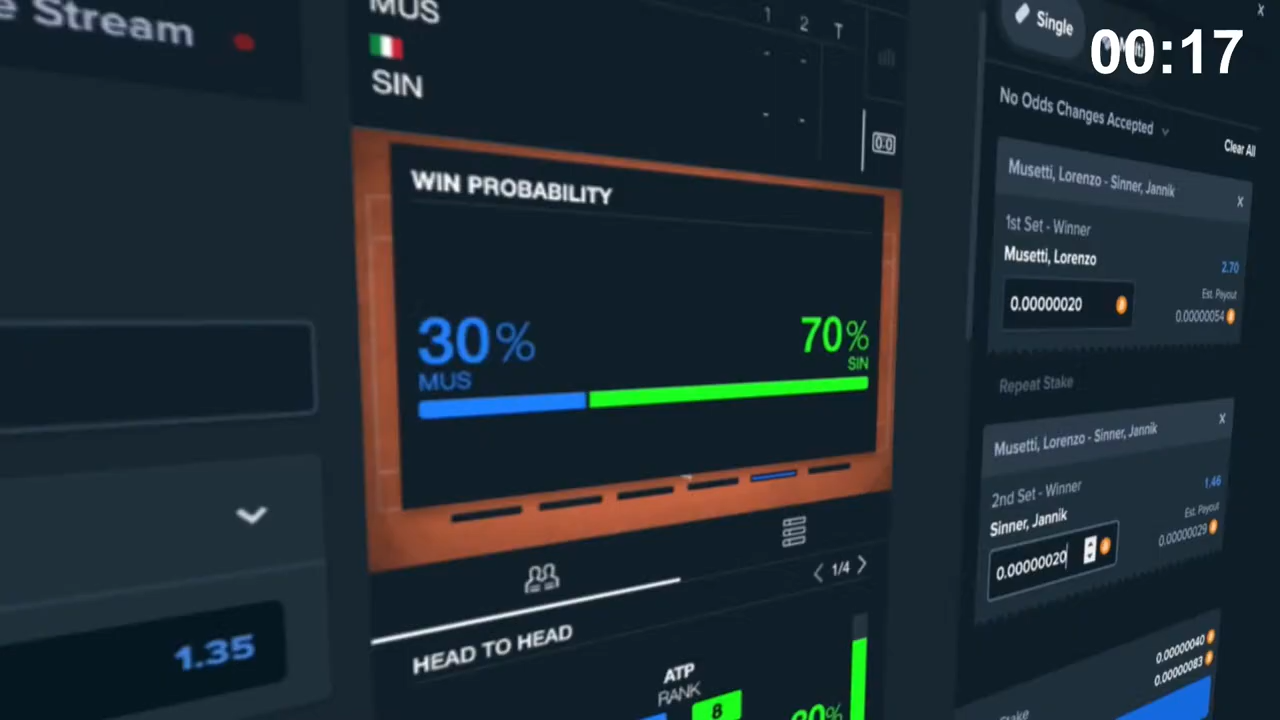 e Stream
MUS
SIN
1 2 T
- -
- -
0.0
WIN PROBABILITY
30%
MUS
70%
SIN
1/4
HEAD TO HEAD
ATP
RANK
8
1.35
00:17
Single
X
No Odds Changes Accepted
Clear All
Musetti, Lorenzo - Sinner, Jannik
X
1st Set - Winner
Musetti, Lorenzo
2.70
0.00000020
Est. Payout
0.00000054
Repeat Stake
Musetti, Lorenzo - Sinner, Jannik
X
2nd Set - Winner
1.46
Sinner, Jannik
Est. Payout
0.00000020
0.00000029
0.00000040
0.00000083
Stake